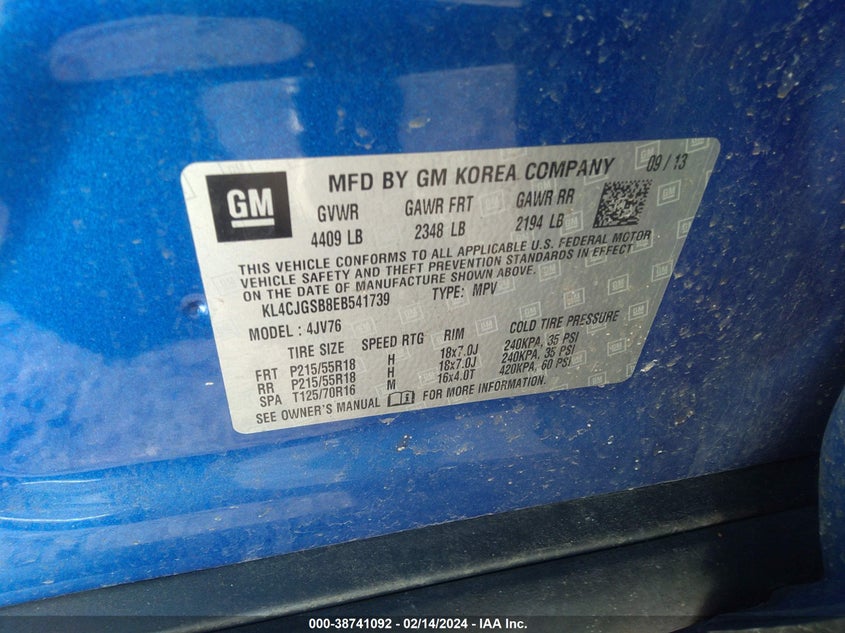 GM
MFD BY GM KOREA COMPANY 09 / 13
GVWR GAWR FRT GAWR RR
4409 LB 2348 LB 2194 LB
THIS VEHICLE CONFORMS TO ALL APPLICABLE U.S. FEDERAL MOTOR
VEHICLE SAFETY AND THEFT PREVENTION STANDARDS IN EFFECT
ON THE DATE OF MANUFACTURE SHOWN ABOVE.
KL4CJGSB8EB541739 TYPE: MPV
MODEL : 4JV76
TIRE SIZE SPEED RTG RIM COLD TIRE PRESSURE
FRT P215/55R18 H 18x7.0J 240KPA, 35 PSI
RR P215/55R18 H 18x7.0J 240KPA, 35 PSI
SPA T125/70R16 M 16x4.0T 420KPA, 60 PSI
SEE OWNER'S MANUAL FOR MORE INFORMATION.
000-38741092 - 02/14/2024 - IAA Inc.